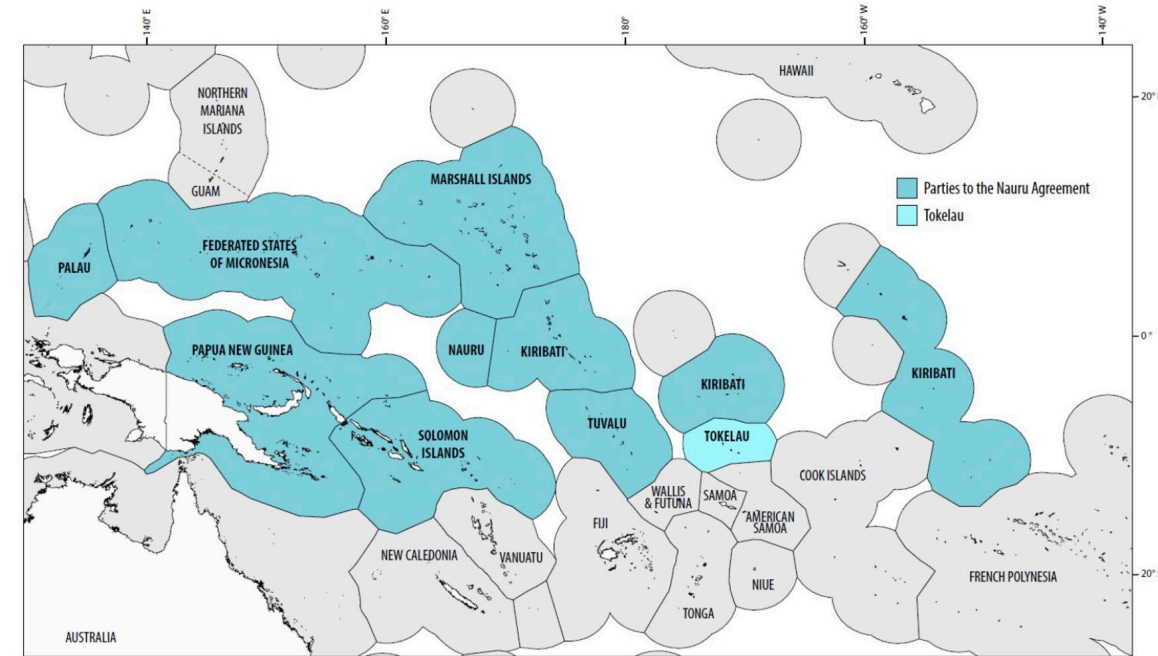 140° E
160° E
180°
160° W
140° W
HAWAII
20°
NORTHERN
MARIANA
ISLANDS
GUAM
MARSHALL ISLANDS
Parties to the Nauru Agreement
Tokelau
FEDERATED STATES
OF MICRONESIA
PALAU
0°
PAPUA NEW GUINEA
NAURU
KIRIBATI
KIRIBATI
KIRIBATI
TUVALU
TOKELAU
SOLOMON
ISLANDS
COOK ISLANDS
WALLIS
& FUTUNA
SAMOA
AMERICAN
SAMOA
FIJI
NEW CALEDONIA
VANUATU
NIUE
FRENCH POLYNESIA
20°
TONGA
AUSTRALIA